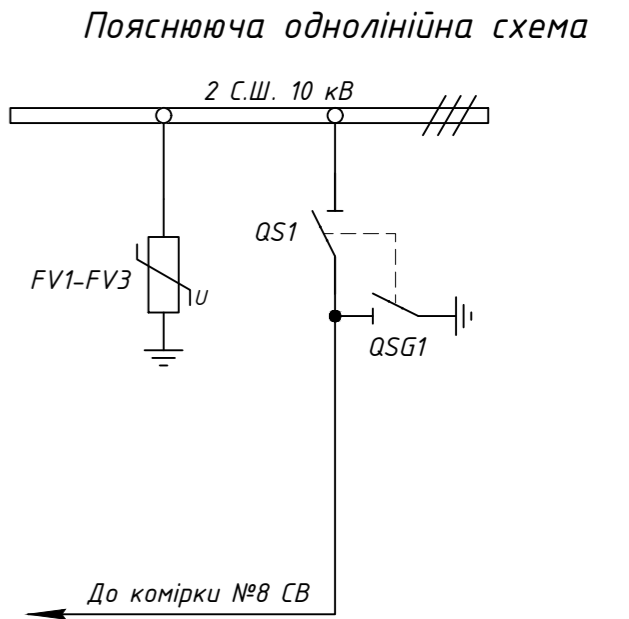 Пояснююча однолінійна схема
2 С.Ш. 10 кВ
QS1
FV1-FV3
U
QSG1
До комірки №8 СВ